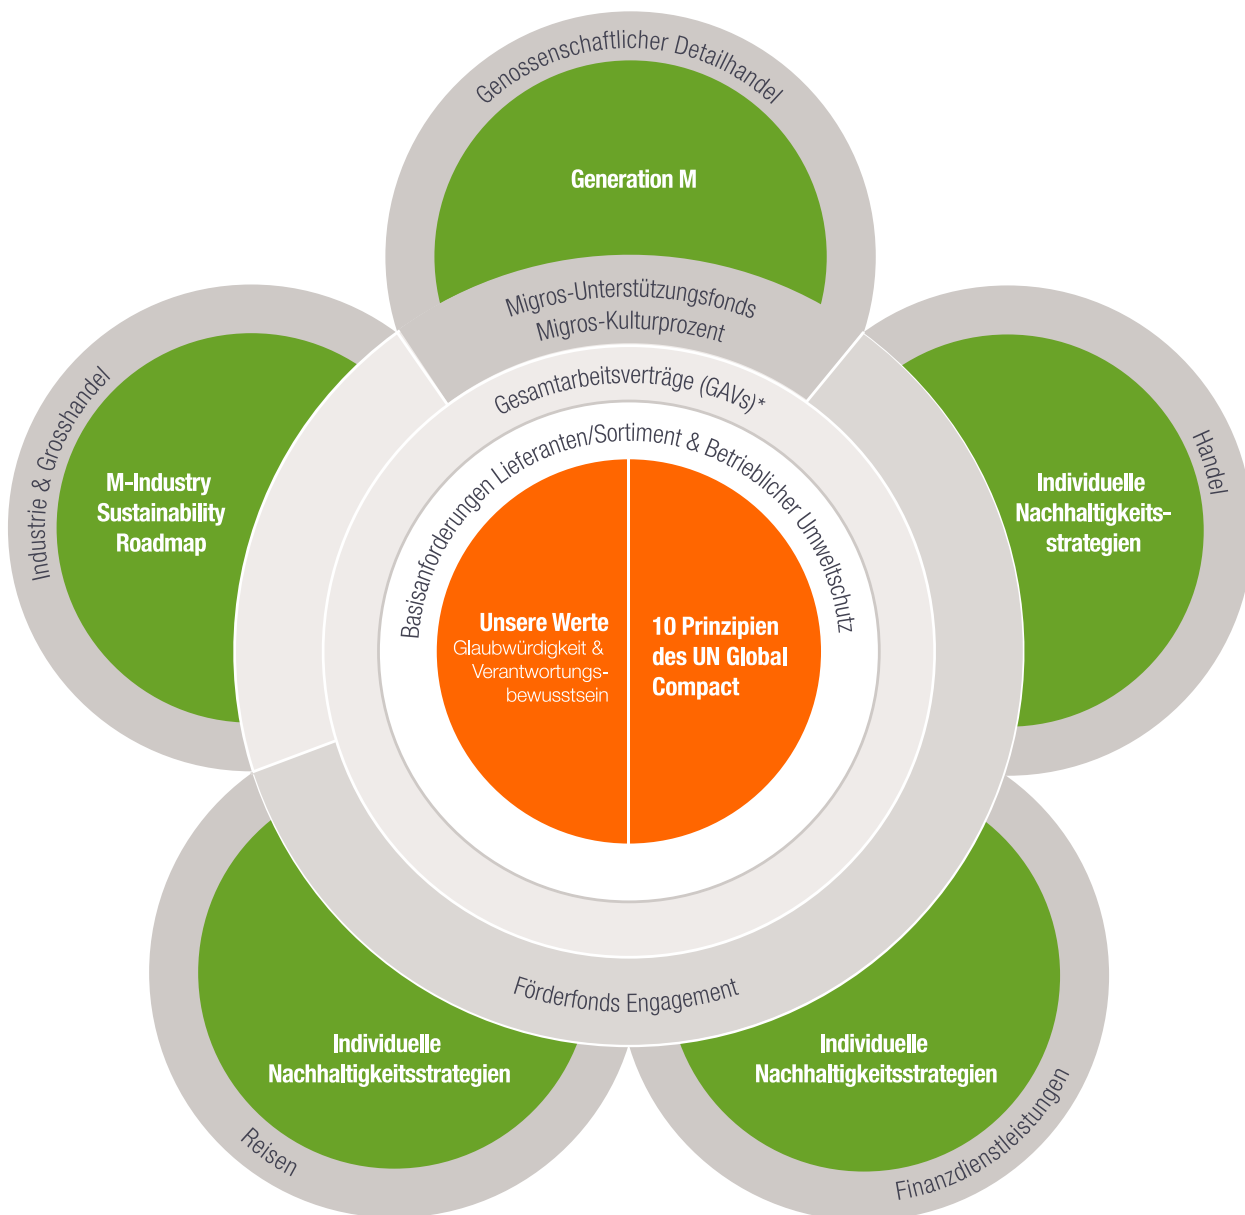 Genossenschaftlicher Detailhandel
Generation M
Migros-Unterstützungsfonds
Migros-Kulturprozent
Gesamtarbeitsverträge (GAVs)*
Basisanforderungen Lieferanten/Sortiment & Betrieblicher Umweltschutz
Industrie & Grosshandel
M-Industry
Sustainability
Roadmap
Handel
Individuelle
Nachhaltigkeits-
strategien
Unsere Werte
Glaubwürdigkeit &
Verantwortungs-
bewusstsein
10 Prinzipien
des UN Global
Compact
Förderfonds Engagement
Individuelle
Nachhaltigkeitsstrategien
Reisen
Individuelle
Nachhaltigkeitsstrategien
Finanzdienstleistungen